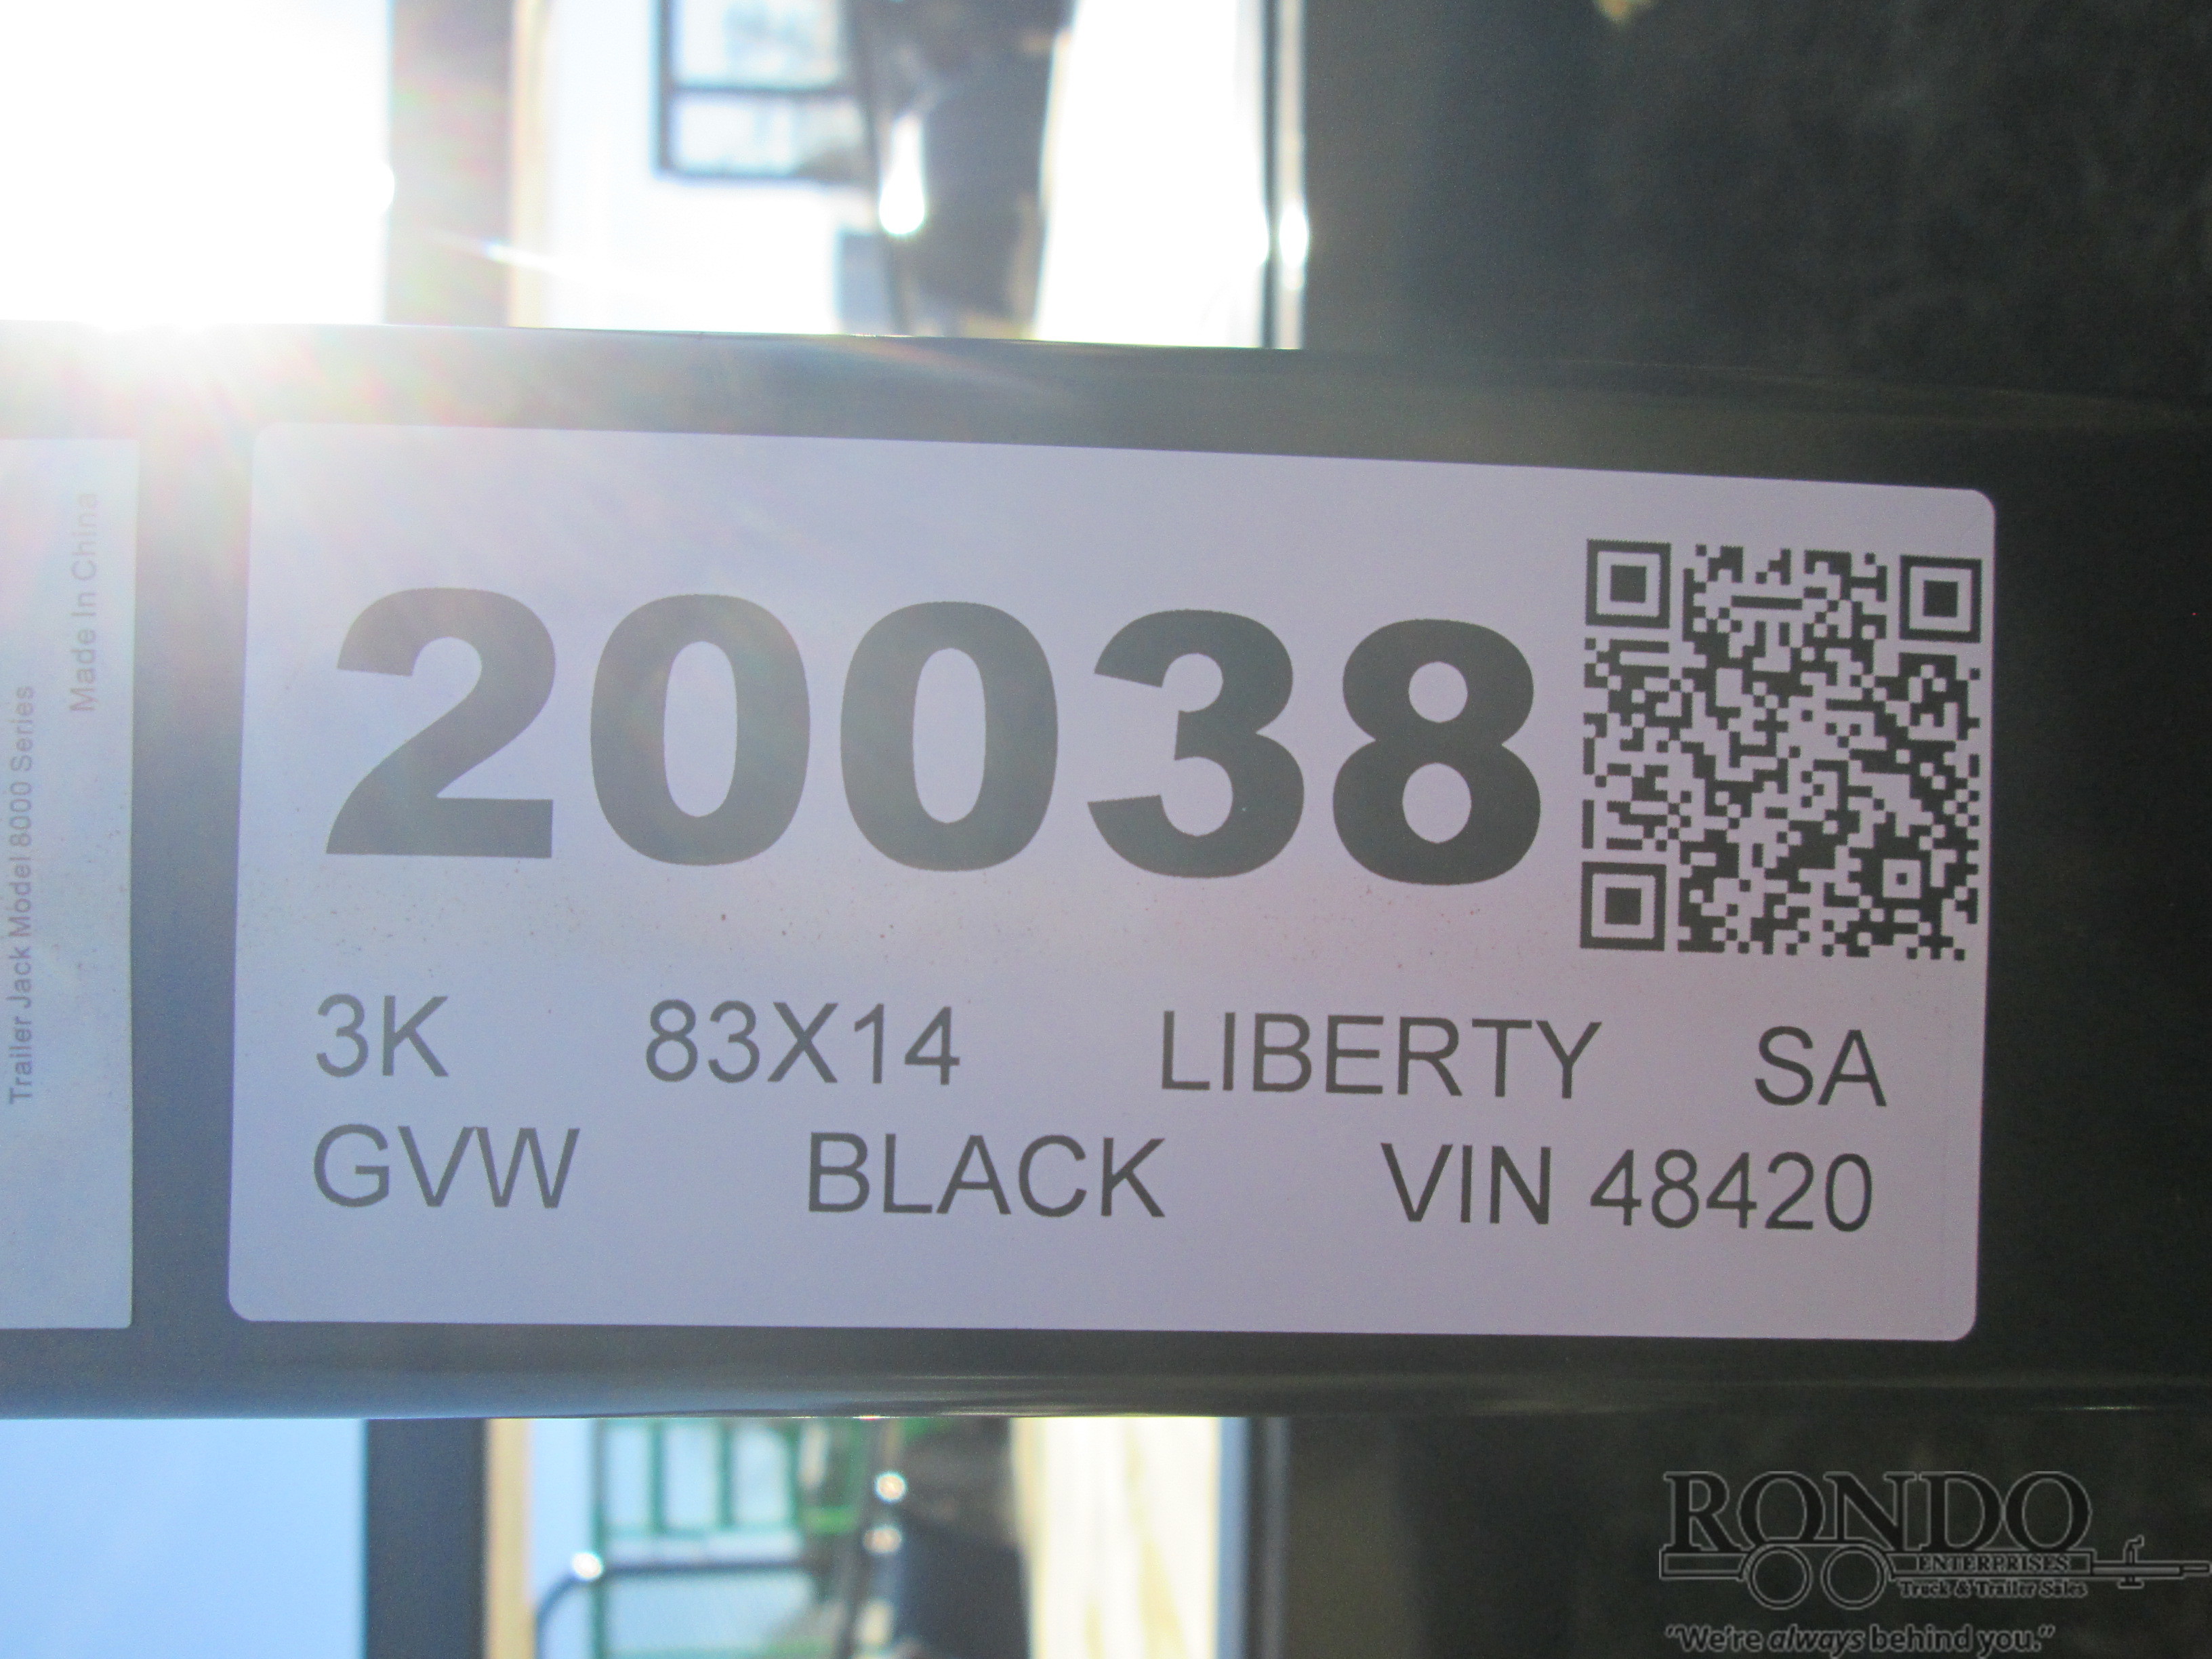 Made In China
Trailer Jack Model 8000 Series
20038
3K 83X14 LIBERTY SA
GVW BLACK VIN 48420
RONDO
ENTERPRISES
Truck & Trailer Sales
"We're always behind you."